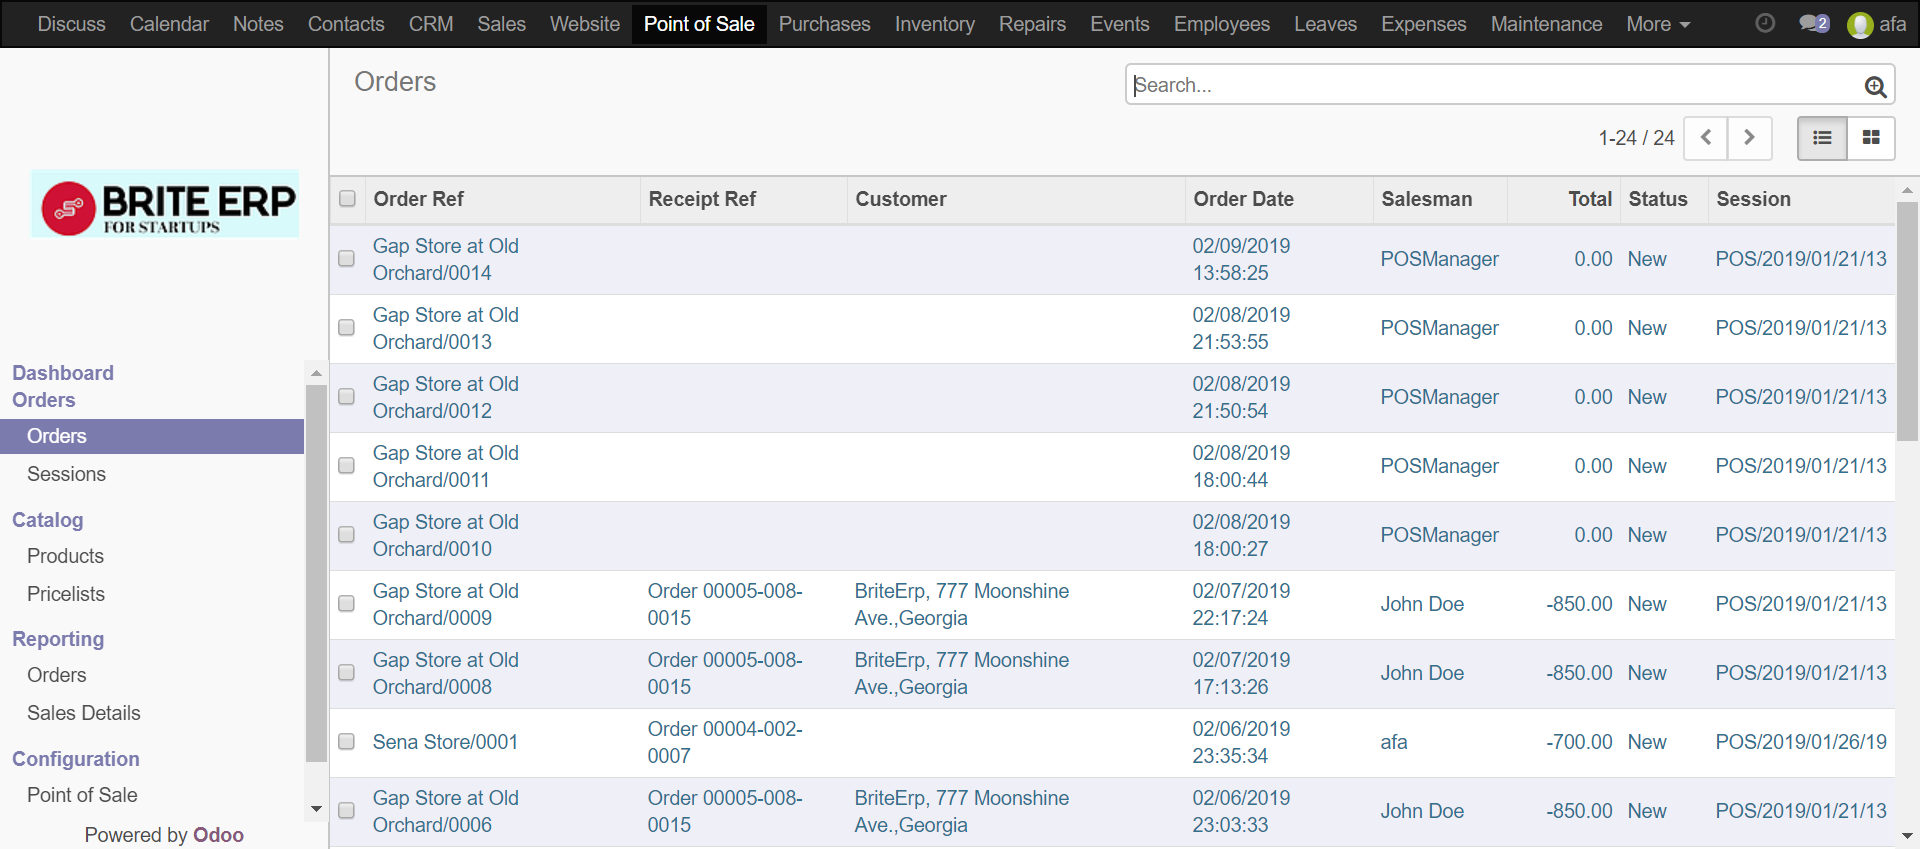 Discuss Calendar Notes Contacts CRM Sales Website Point of Sale Purchases Inventory Repairs Events Employees Leaves Expenses Maintenance More 2 afa
BRITE ERP
FOR STARTUPS
Dashboard
Orders
Orders
Sessions
Catalog
Products
Pricelists
Reporting
Orders
Sales Details
Configuration
Point of Sale
Powered by Odoo
Orders
Search...
1-24 / 24
Order Ref Receipt Ref Customer Order Date Salesman Total Status Session
Gap Store at Old 02/09/2019
Orchard/0014 13:58:25 POSManager 0.00 New POS/2019/01/21/13
Gap Store at Old 02/08/2019
Orchard/0013 21:53:55 POSManager 0.00 New POS/2019/01/21/13
Gap Store at Old 02/08/2019
Orchard/0012 21:50:54 POSManager 0.00 New POS/2019/01/21/13
Gap Store at Old 02/08/2019
Orchard/0011 18:00:44 POSManager 0.00 New POS/2019/01/21/13
Gap Store at Old 02/08/2019
Orchard/0010 18:00:27 POSManager 0.00 New POS/2019/01/21/13
Gap Store at Old Order 00005-008- BriteErp, 777 Moonshine 02/07/2019
Orchard/0009 0015 Ave.,Georgia 22:17:24 John Doe -850.00 New POS/2019/01/21/13
Gap Store at Old Order 00005-008- BriteErp, 777 Moonshine 02/07/2019
Orchard/0008 0015 Ave.,Georgia 17:13:26 John Doe -850.00 New POS/2019/01/21/13
Order 00004-002- 02/06/2019
Sena Store/0001 0007 23:35:34 afa -700.00 New POS/2019/01/26/19
Gap Store at Old Order 00005-008- BriteErp, 777 Moonshine 02/06/2019
Orchard/0006 0015 Ave.,Georgia 23:03:33 John Doe -850.00 New POS/2019/01/21/13